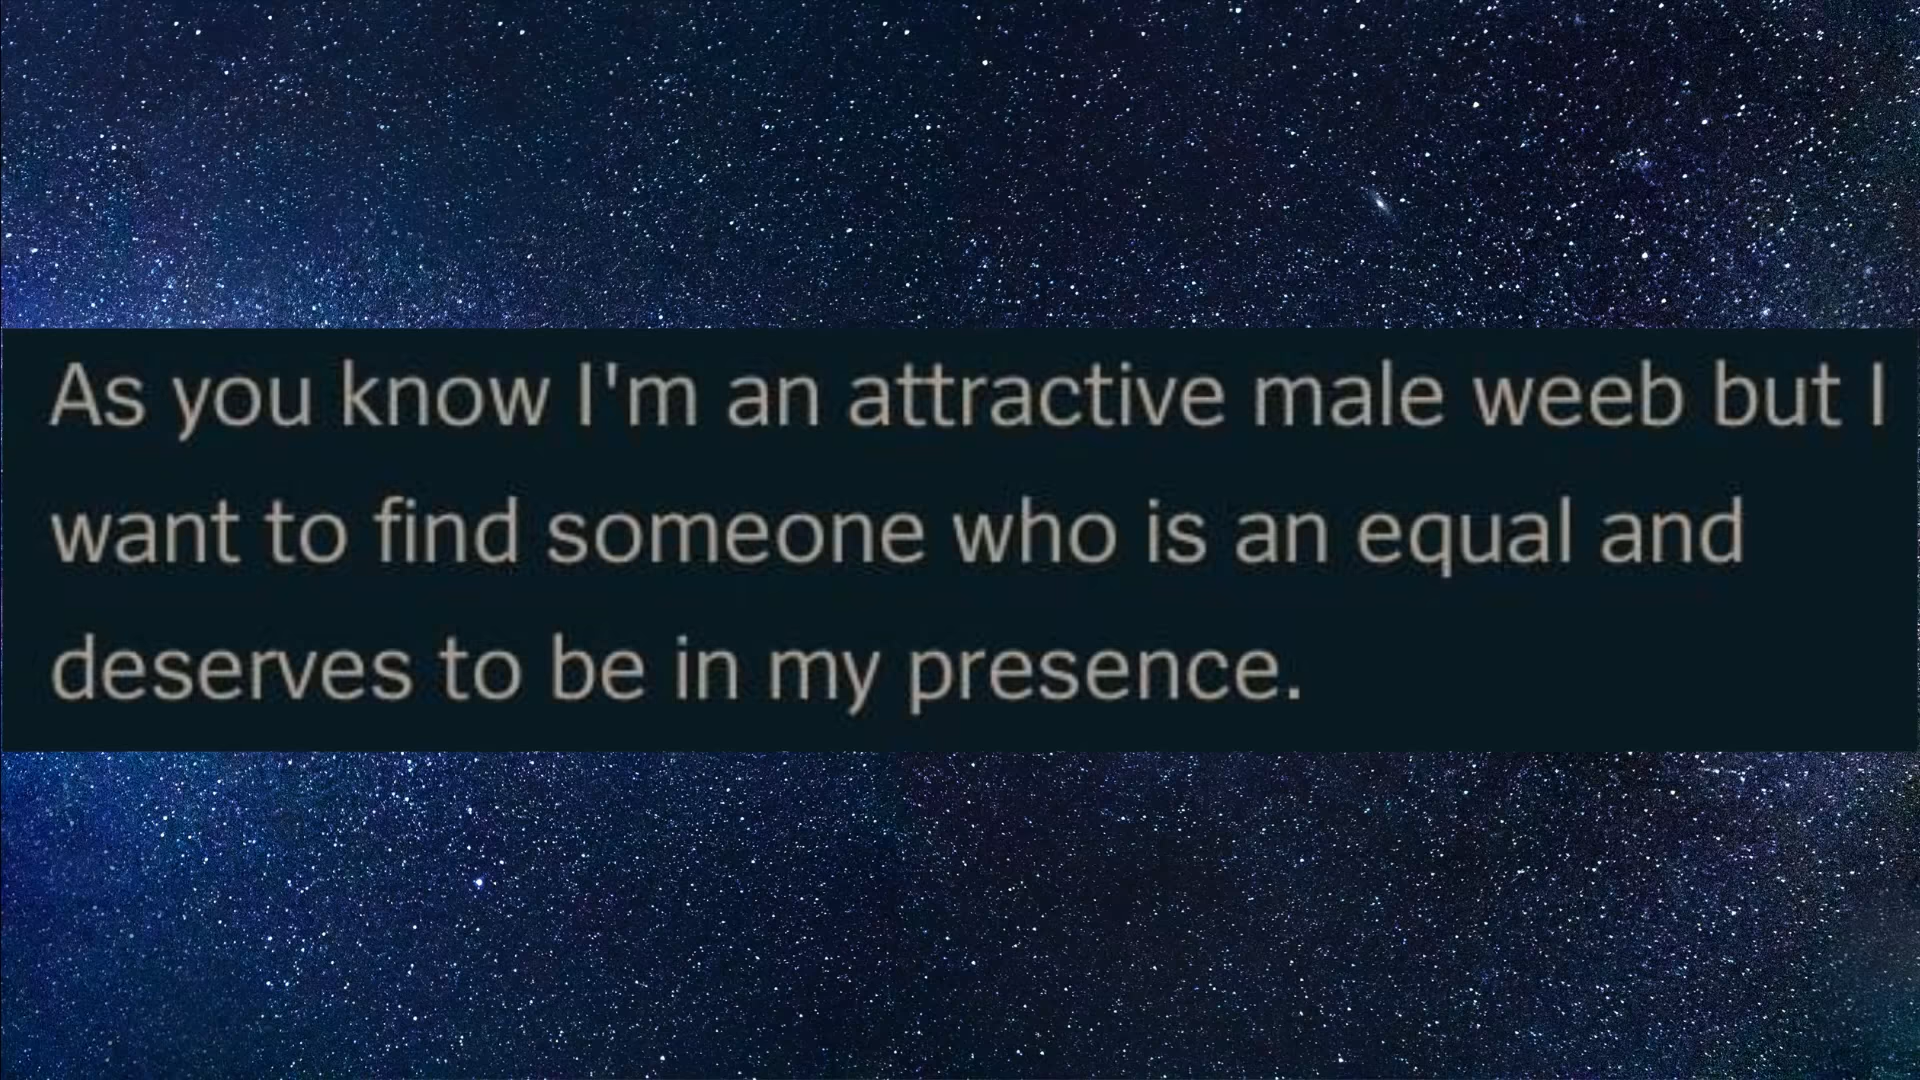 As you know I'm an attractive male weeb but I
want to find someone who is an equal and
deserves to be in my presence.